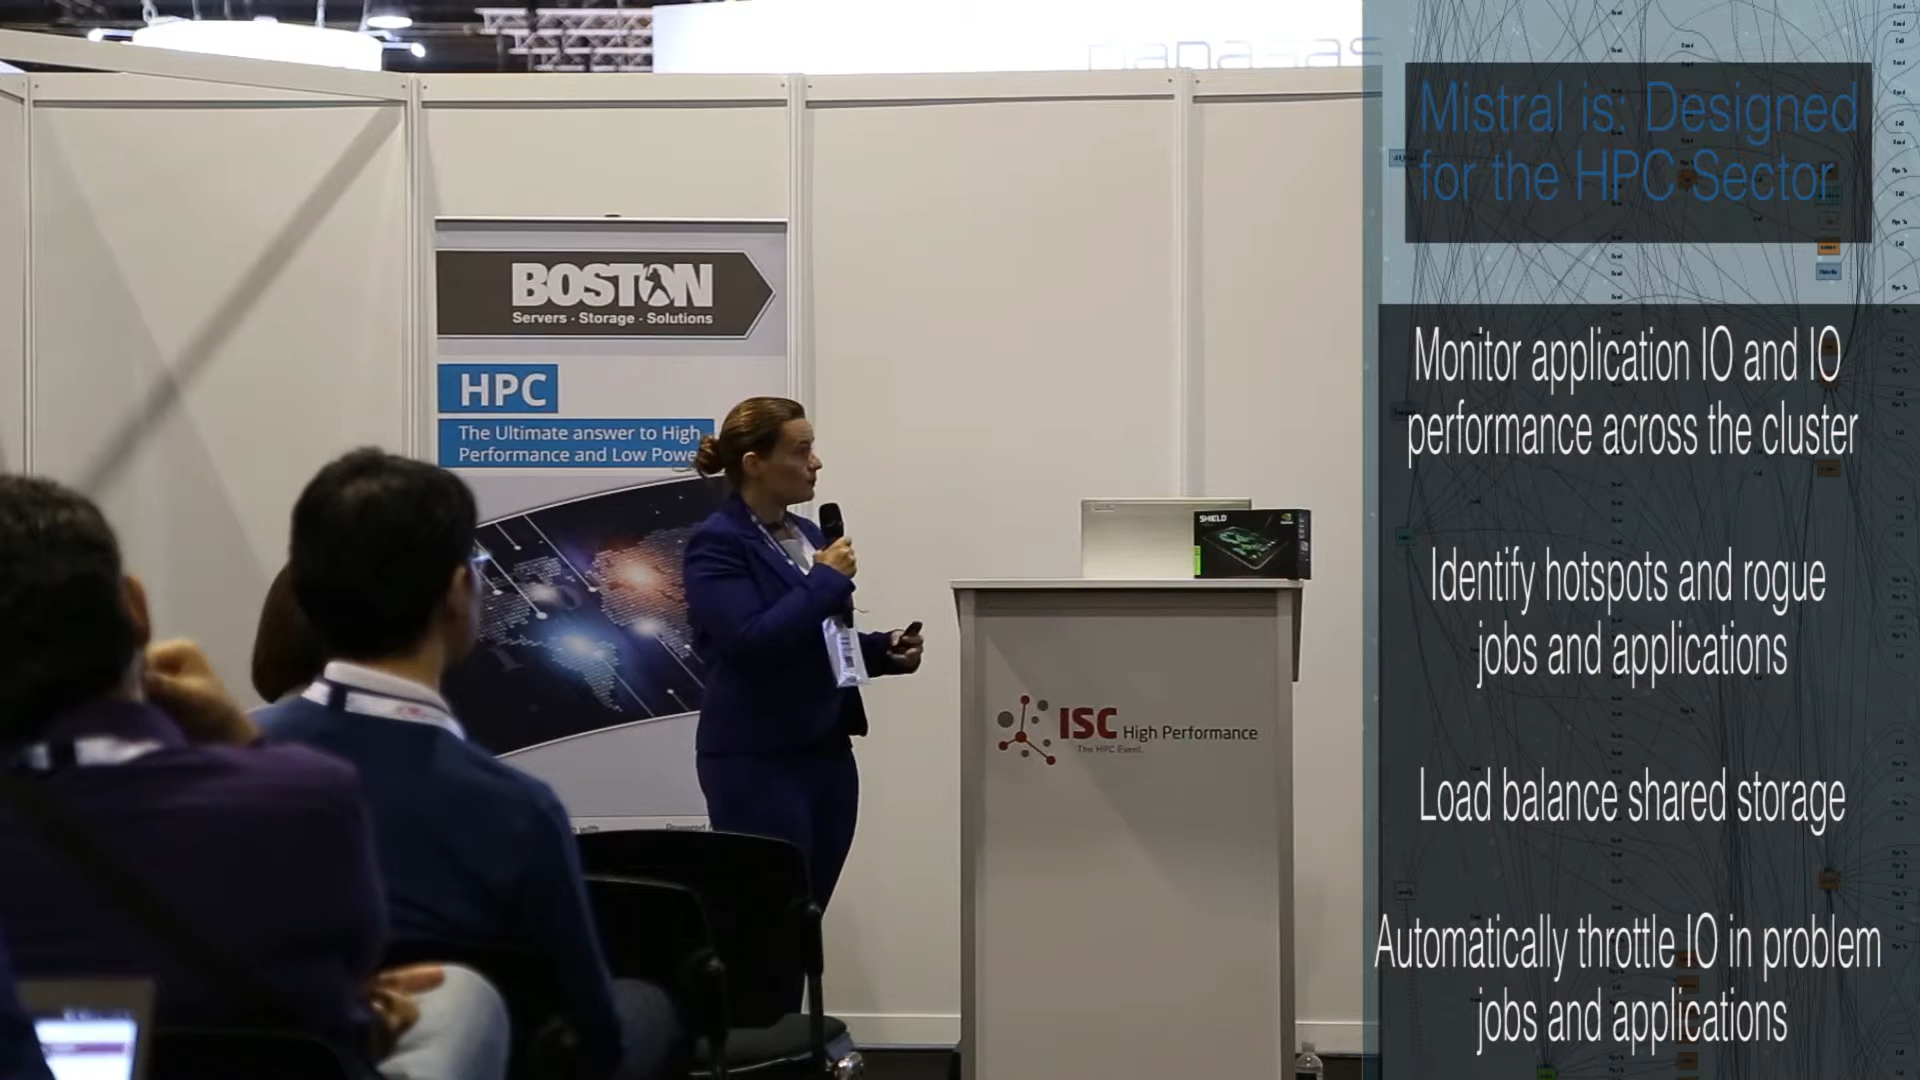 panasas
BOSTON
Servers · Storage · Solutions
HPC
The Ultimate answer to High
Performance and Low Powe
SHIELD
ISC High Performance
The HPC Event.
Mistral is: Designed
for the HPC Sector
Monitor application IO and IO
performance across the cluster
Identify hotspots and rogue
jobs and applications
Load balance shared storage
Automatically throttle IO in problem
jobs and applications